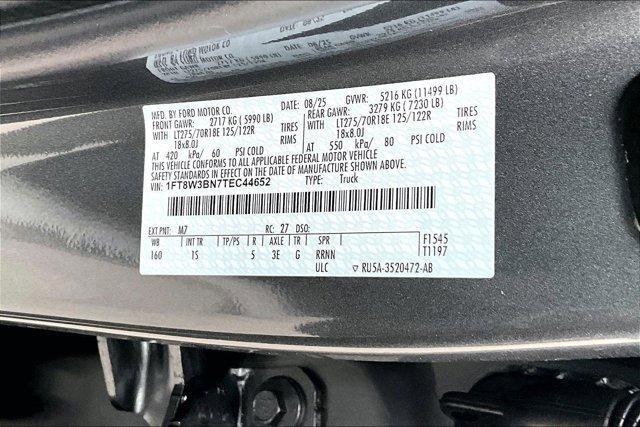 MFD. BY FORD MOTOR CO. DATE: 08/25 GVWR: 5216 KG (11499 LB)
FRONT GAWR: 2717 KG ( 5990 LB) REAR GAWR: 3279 KG ( 7230 LB)
WITH LT275/70R18E 125/122R TIRES WITH LT275/70R18E 125/122R TIRES
18x8.0J RIMS 18x8.0J RIMS
AT 420 kPa/ 60 PSI COLD AT 550 kPa/ 80 PSI COLD
THIS VEHICLE CONFORMS TO ALL APPLICABLE FEDERAL MOTOR VEHICLE
SAFETY STANDARDS IN EFFECT ON THE DATE OF MANUFACTURE SHOWN ABOVE.
VIN: 1FT8W3BN7TEC44652 TYPE: Truck
EXT PNT: M7 RC: 27 DSO:
WB INT TR TP/PS R AXLE TR SPR F1545
160 1S 5 3E G RRNN T1197
ULC ▽ RU5A-3520472-AB
52